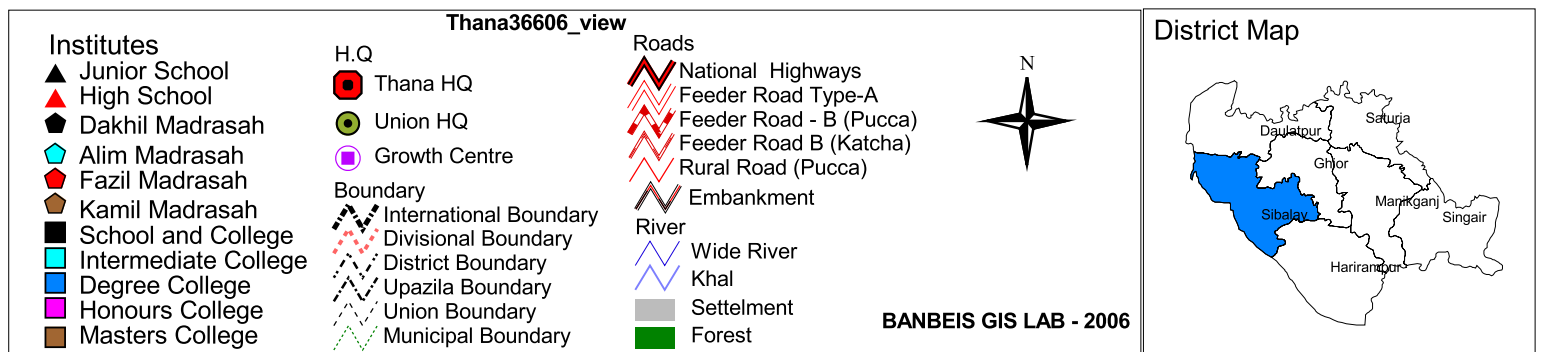 Thana36606_view
Institutes
Junior School
High School
Dakhil Madrasah
Alim Madrasah
Fazil Madrasah
Kamil Madrasah
School and College
Intermediate College
Degree College
Honours College
Masters College
H.Q
Thana HQ
Union HQ
Growth Centre
Boundary
International Boundary
Divisional Boundary
District Boundary
Upazila Boundary
Union Boundary
Municipal Boundary
Roads
National Highways
Feeder Road Type-A
Feeder Road - B (Pucca)
Feeder Road B (Katcha)
Rural Road (Pucca)
Embankment
River
Wide River
Khal
Settelment
Forest
N
BANBEIS GIS LAB - 2006
District Map
Daulatpur
Saturia
Ghior
Manikganj
Sibalay
Singair
Harirampur